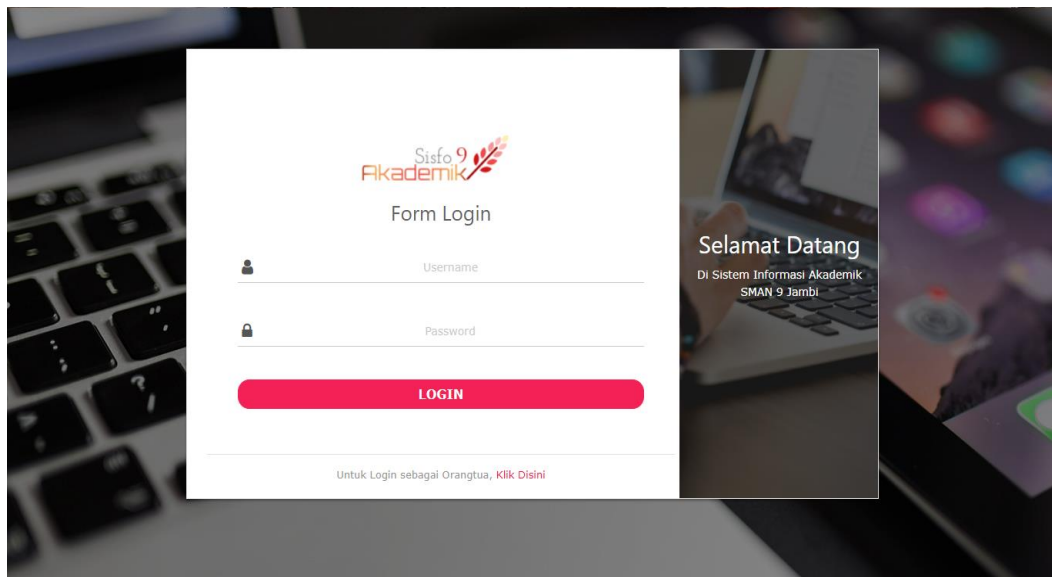 Sisfo 9
Akademik
Form Login
Username
Password
LOGIN
Untuk Login sebagai Orangtua, Klik Disini
Selamat Datang
Di Sistem Informasi Akademik
SMAN 9 Jambi